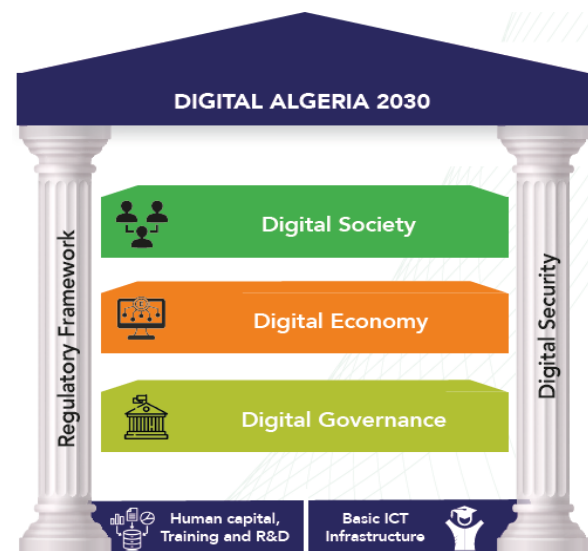 DIGITAL ALGERIA 2030
Regulatory Framework
Digital Society
Digital Economy
Digital Governance
Digital Security
Human capital,
Training and R&D
Basic ICT
Infrastructure